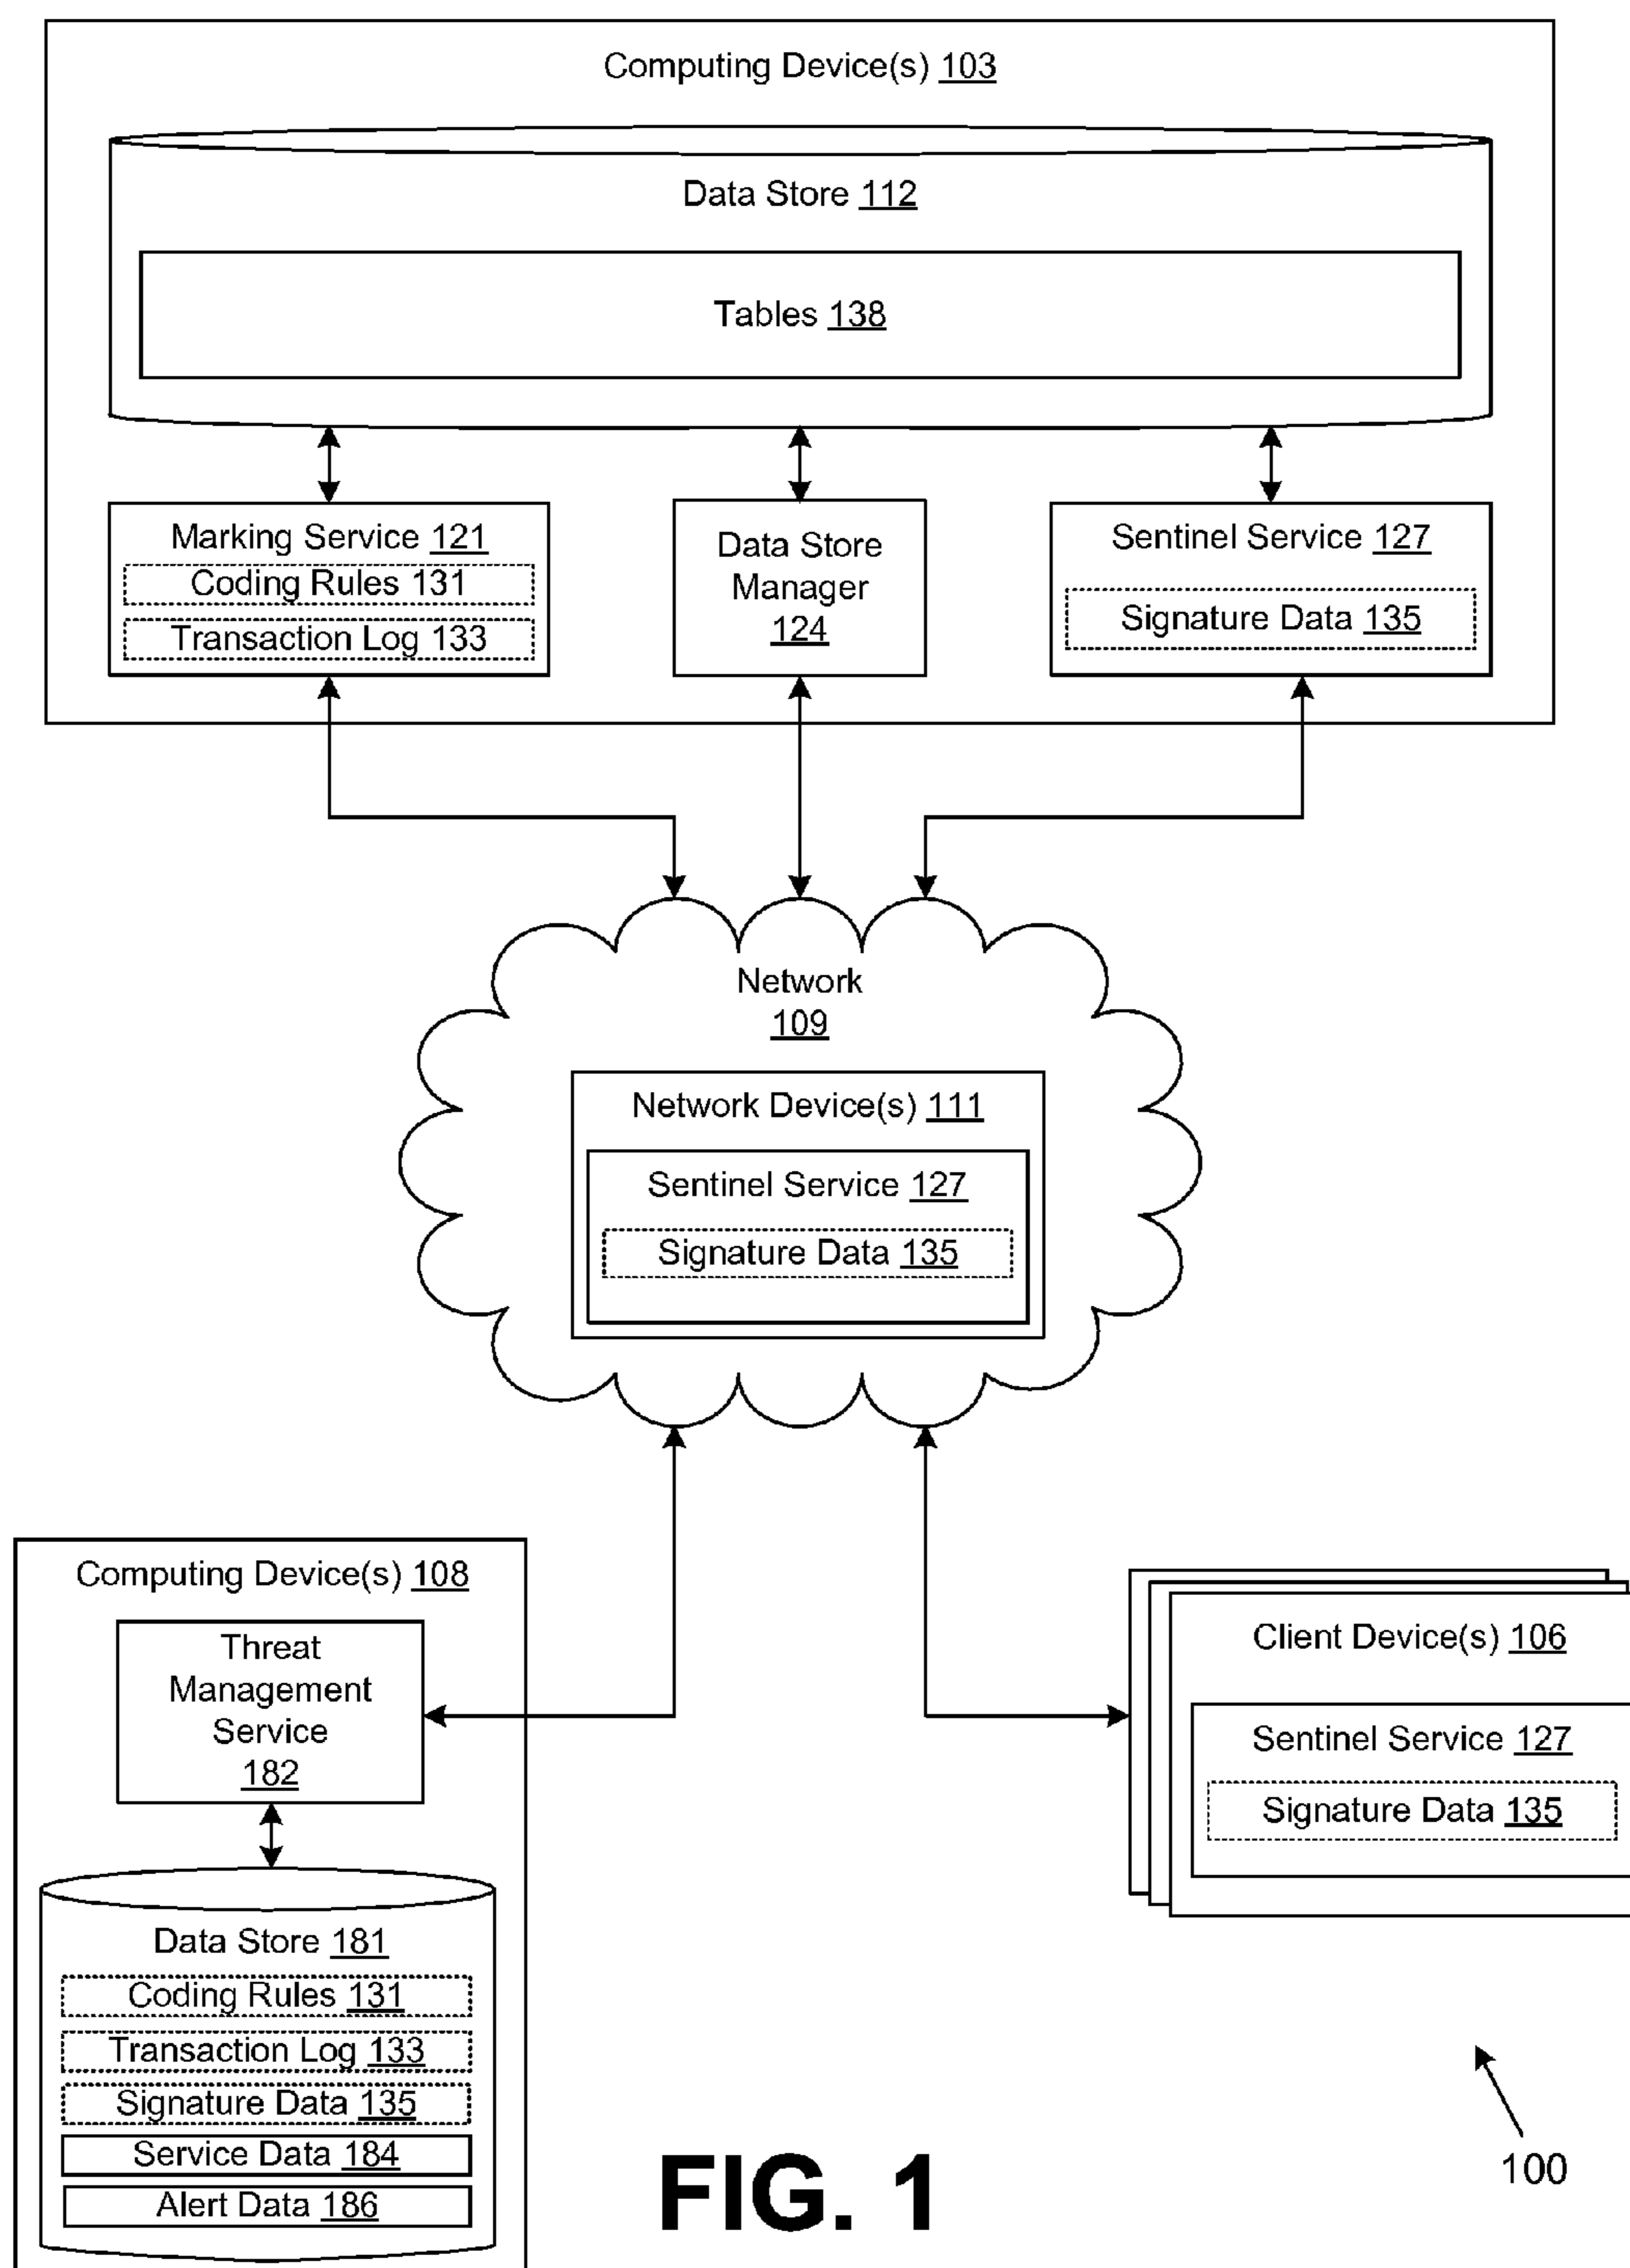 Computing Device(s) 103
Data Store 112
Tables 138
Marking Service 121
Coding Rules 131
Transaction Log 133
Data Store
Manager
124
Sentinel Service 127
Signature Data 135
Network
109
Network Device(s) 111
Sentinel Service 127
Signature Data 135
Computing Device(s) 108
Threat
Management
Service
182
Data Store 181
Coding Rules 131
Transaction Log 133
Signature Data 135
Service Data 184
Alert Data 186
Client Device(s) 106
Sentinel Service 127
Signature Data 135
100
FIG. 1